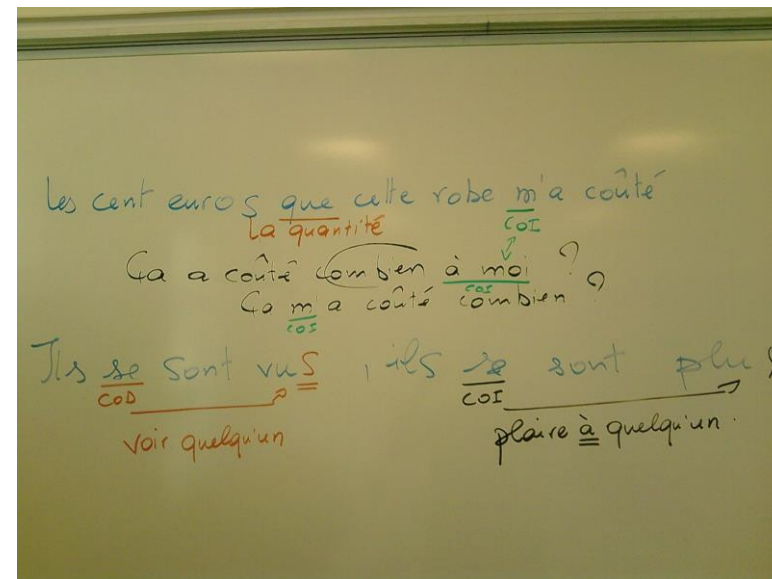 Les cent euros que cette robe m'a coûté
la quantité COI
Ça a coûté combien à moi ?
COI
Ça m'a coûté combien ?
COI
Ils se sont vus, ils se sont plu
COD COI
voir quelqu'un plaire à quelqu'un.